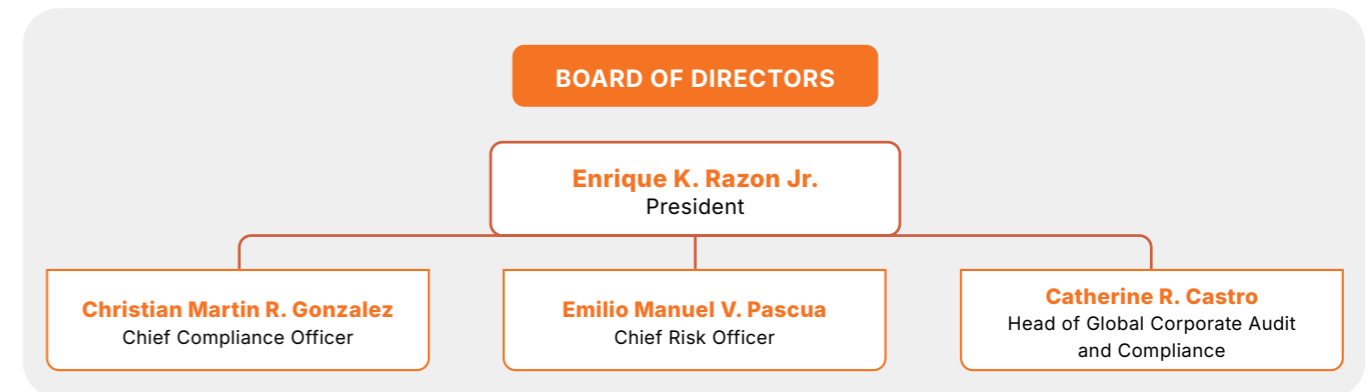 BOARD OF DIRECTORS
Enrique K. Razon Jr.
President
Christian Martin R. Gonzalez
Chief Compliance Officer
Emilio Manuel V. Pascua
Chief Risk Officer
Catherine R. Castro
Head of Global Corporate Audit
and Compliance